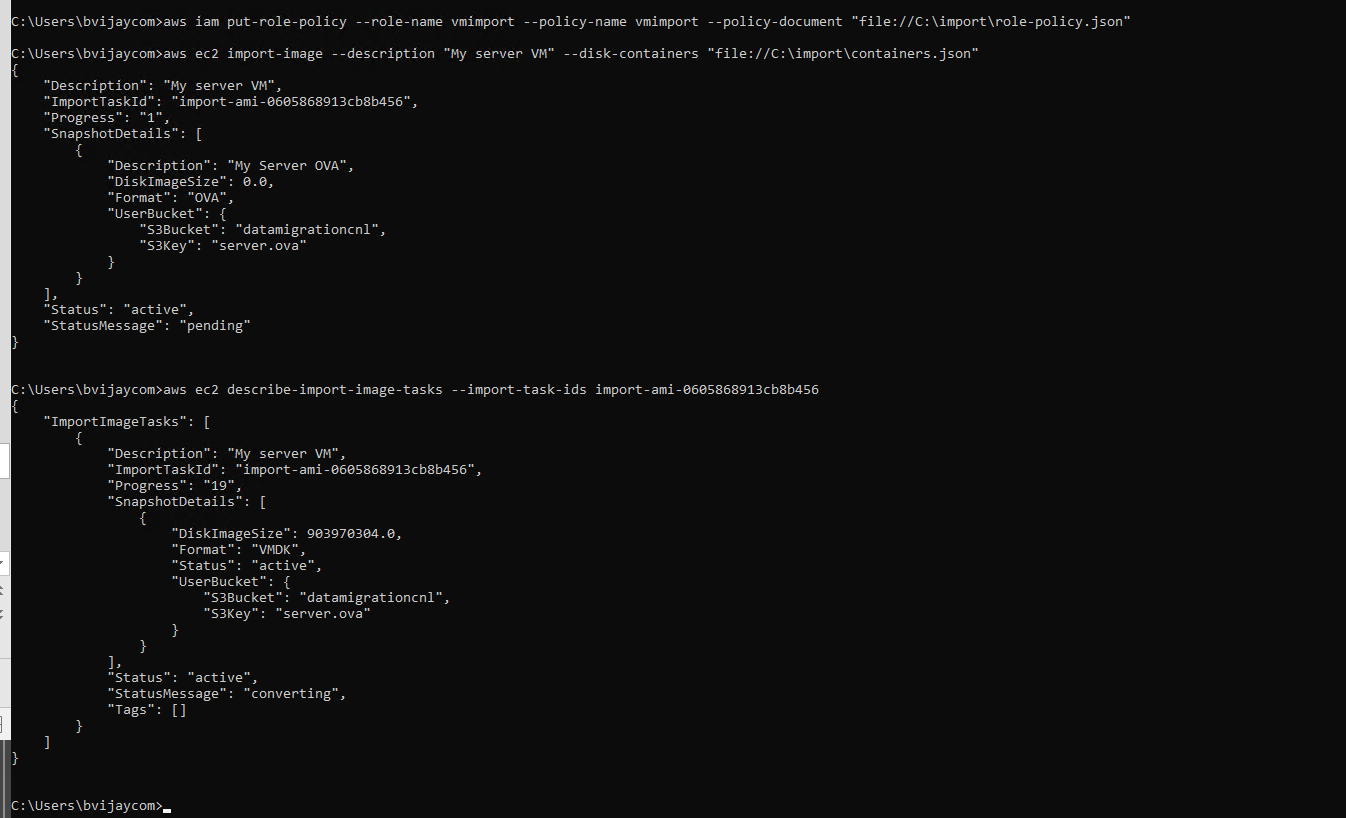 C:\Users\bvijaycom>aws iam put-role-policy --role-name vmimport --policy-name vmimport --policy-document "file://C:\import\role-policy.json"
C:\Users\bvijaycom>aws ec2 import-image --description "My server VM" --disk-containers "file://C:\import\containers.json"
{
    "Description": "My server VM",
    "ImportTaskId": "import-ami-0605868913cb8b456",
    "Progress": "1",
    "SnapshotDetails": [
        {
            "Description": "My Server OVA",
            "DiskImageSize": 0.0,
            "Format": "OVA",
            "UserBucket": {
                "S3Bucket": "datamigrationcnl",
                "S3Key": "server.ova"
            }
        }
    ],
    "Status": "active",
    "StatusMessage": "pending"
}
C:\Users\bvijaycom>aws ec2 describe-import-image-tasks --import-task-ids import-ami-0605868913cb8b456
{
    "ImportImageTasks": [
        {
            "Description": "My server VM",
            "ImportTaskId": "import-ami-0605868913cb8b456",
            "Progress": "19",
            "SnapshotDetails": [
                {
                    "DiskImageSize": 903970304.0,
                    "Format": "VMDK",
                    "Status": "active",
                    "UserBucket": {
                        "S3Bucket": "datamigrationcnl",
                        "S3Key": "server.ova"
                    }
                }
            ],
            "Status": "active",
            "StatusMessage": "converting",
            "Tags": []
        }
    ]
}
C:\Users\bvijaycom>